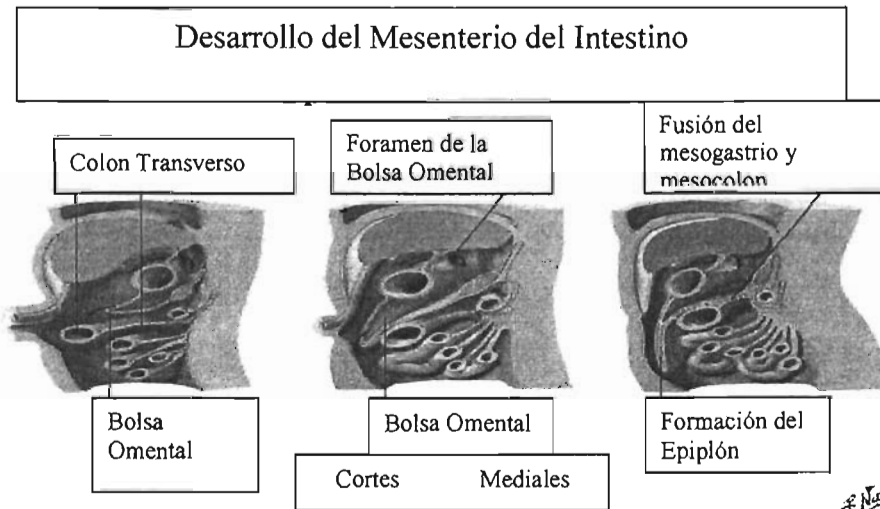 Desarrollo del Mesenterio del Intestino
Colon Transverso
Foramen de la
Bolsa Omental
Fusión del
mesogastrio y
mesocolon
Bolsa
Omental
Bolsa Omental
Formación del
Epiplón
Cortes Mediales